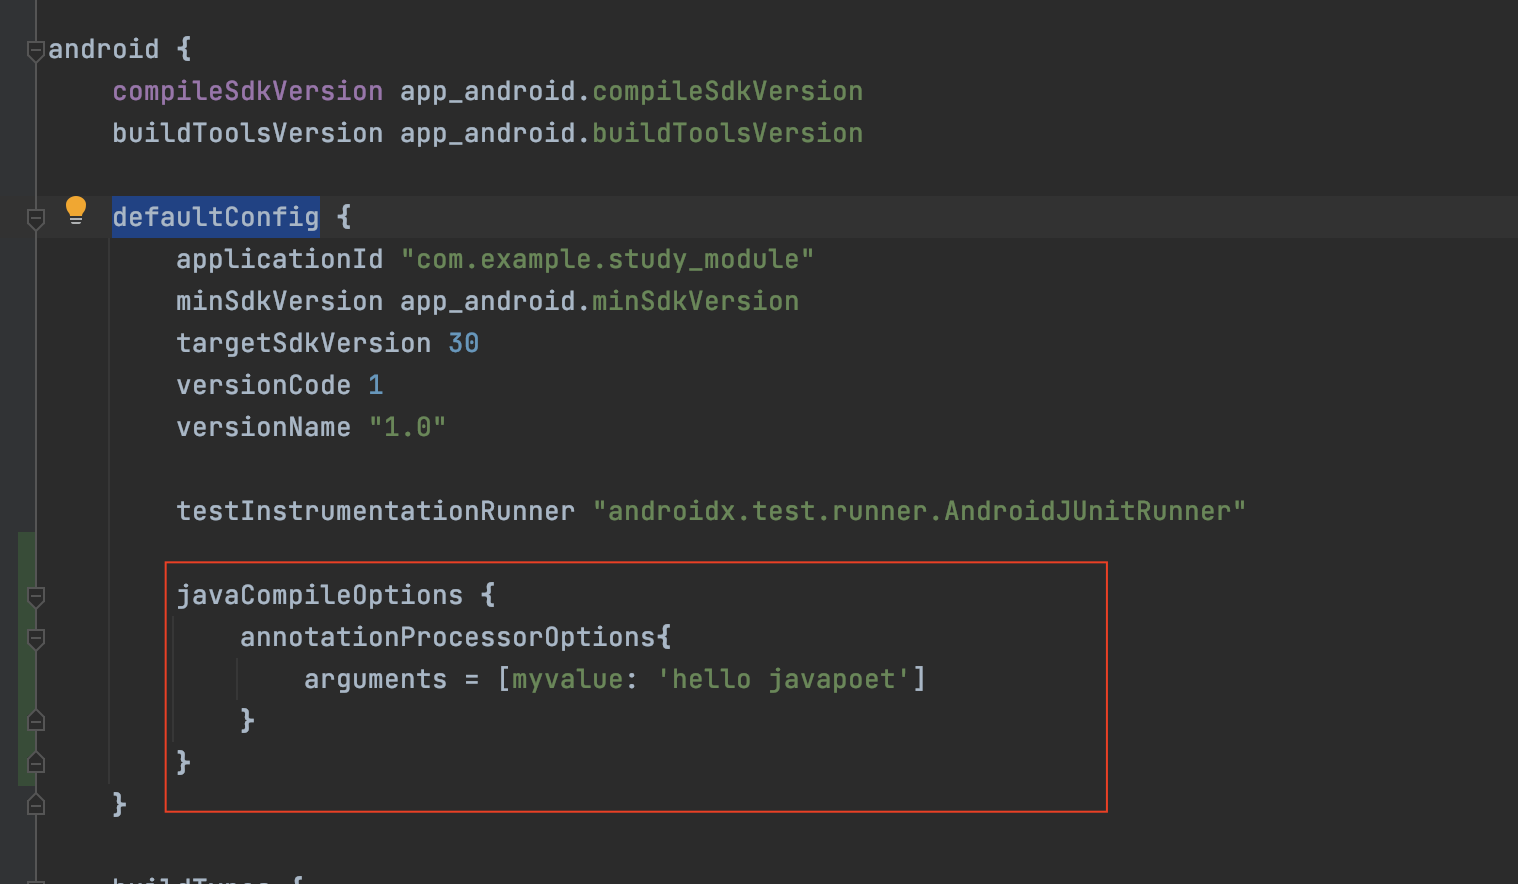 android {
compileSdkVersion app_android.compileSdkVersion
buildToolsVersion app_android.buildToolsVersion
defaultConfig {
applicationId "com.example.study_module"
minSdkVersion app_android.minSdkVersion
targetSdkVersion 30
versionCode 1
versionName "1.0"
testInstrumentationRunner "androidx.test.runner.AndroidJUnitRunner"
javaCompileOptions {
annotationProcessorOptions{
arguments = [myvalue: 'hello javapoet']
}
}
}
buildTypes {